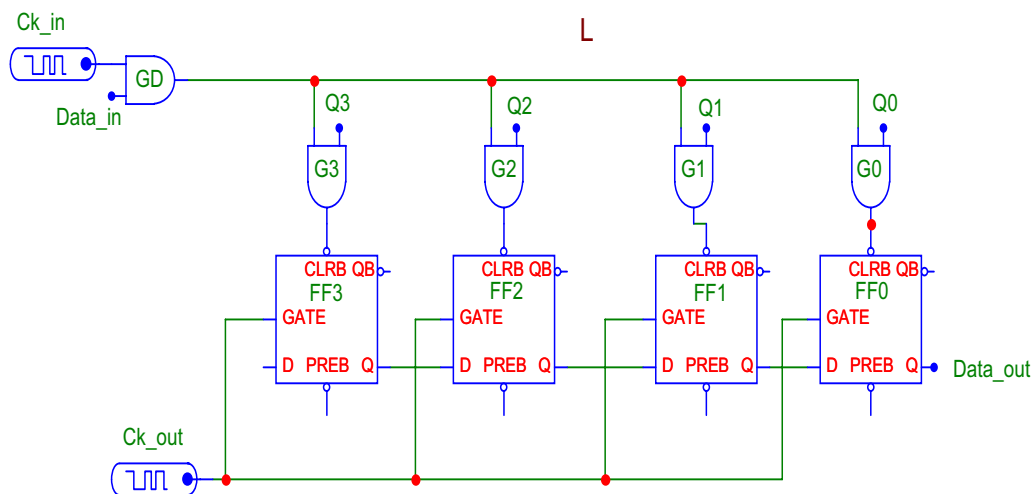 Ck_in
L
GD
Data_in
Q3
Q2
Q1
Q0
G3
G2
G1
G0
CLRB QB
FF3
GATE
D PREB Q
CLRB QB
FF2
GATE
D PREB Q
CLRB QB
FF1
GATE
D PREB Q
CLRB QB
FF0
GATE
D PREB Q
Data_out
Ck_out